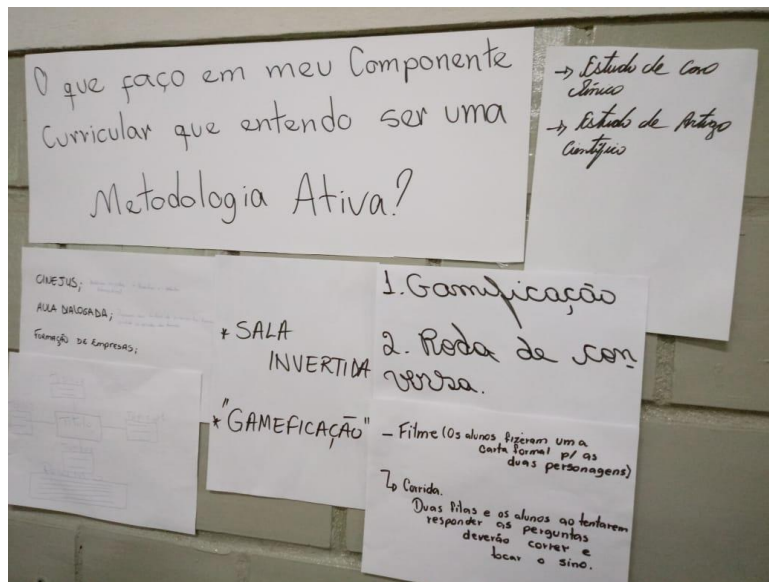 O que faço em meu Componente
Curricular que entendo ser uma
Metodologia Ativa?
→ Estudo de Caso
Clínico
→ Estudo de Artigo
Científico
CINEJUS;
AULA DIALOGADA;
FORMAÇÃO DE EMPRESAS;
* SALA
INVERTIDA
* "GAMEFICAÇÃO"
1. Gamificação
2. Roda de con
versa.
- Filme (Os alunos fizeram uma
carta formal p/ as
duas personagens)
↳ Corrida.
Duas filas e os alunos ao tentarem
responder as perguntas
deverão correr e
tocar o sino.